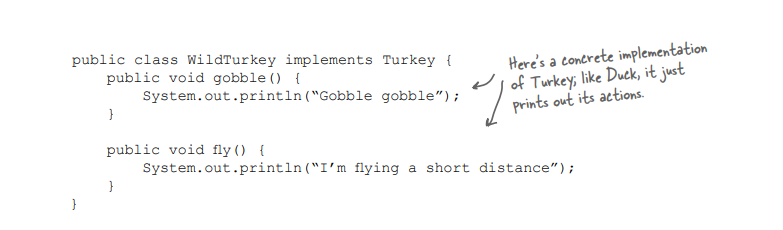 public class WildTurkey implements Turkey {
public void gobble() {
System.out.println(“Gobble gobble”);
}
public void fly() {
System.out.println(“I’m flying a short distance”);
}
}
Here’s a concrete implementation
of Turkey; like Duck, it just
prints out its actions.